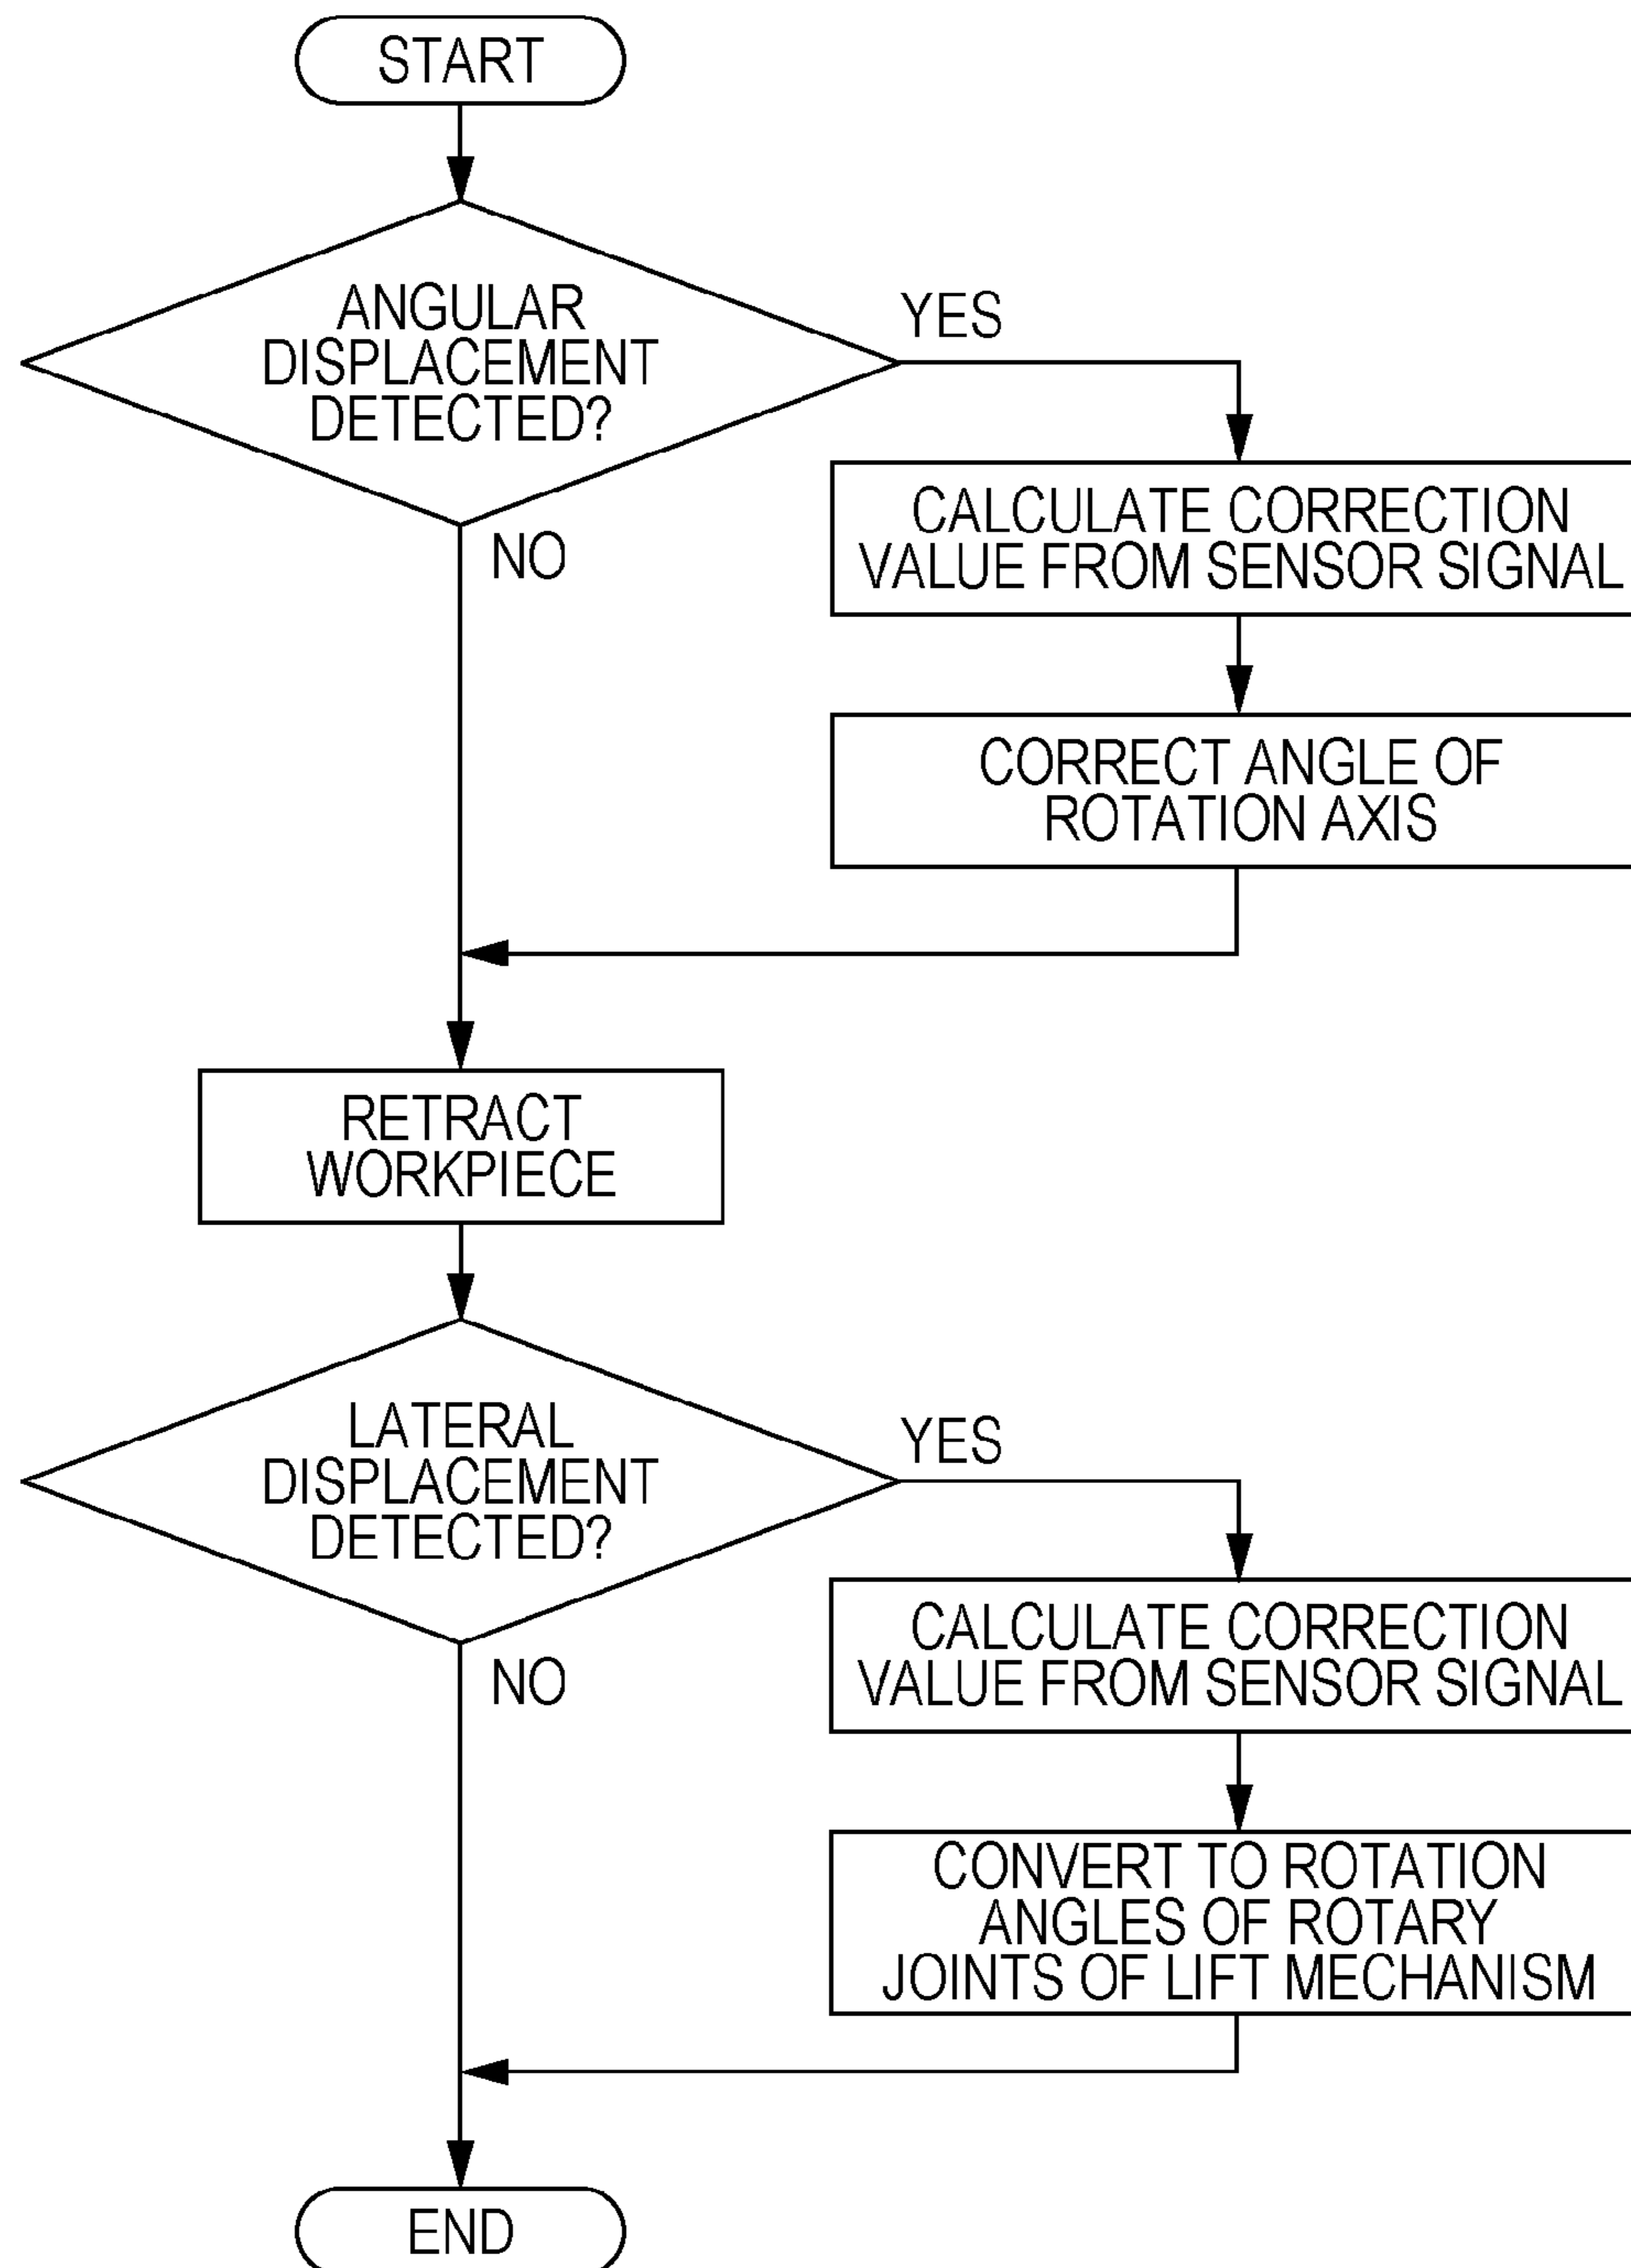 START
ANGULAR
DISPLACEMENT
DETECTED?
YES
NO
CALCULATE CORRECTION
VALUE FROM SENSOR SIGNAL
CORRECT ANGLE OF
ROTATION AXIS
RETRACT
WORKPIECE
LATERAL
DISPLACEMENT
DETECTED?
YES
NO
CALCULATE CORRECTION
VALUE FROM SENSOR SIGNAL
CONVERT TO ROTATION
ANGLES OF ROTARY
JOINTS OF LIFT MECHANISM
END